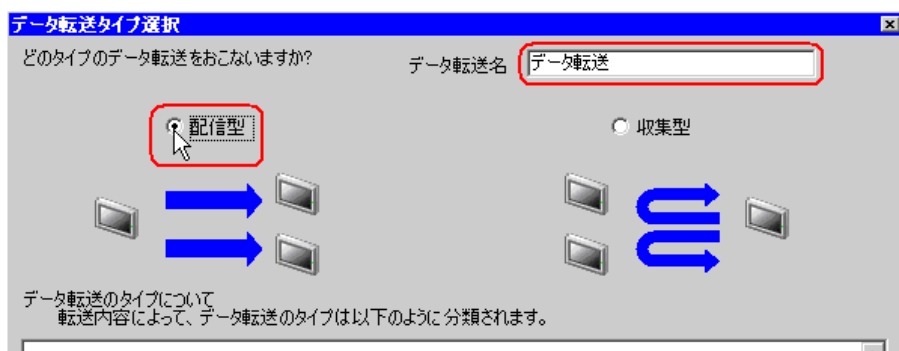 データ転送タイプ選択
どのタイプのデータ転送をおこないますか?
データ転送名 データ転送
配信型
収集型
データ転送のタイプについて
転送内容によって、データ転送のタイプは以下のように分類されます。